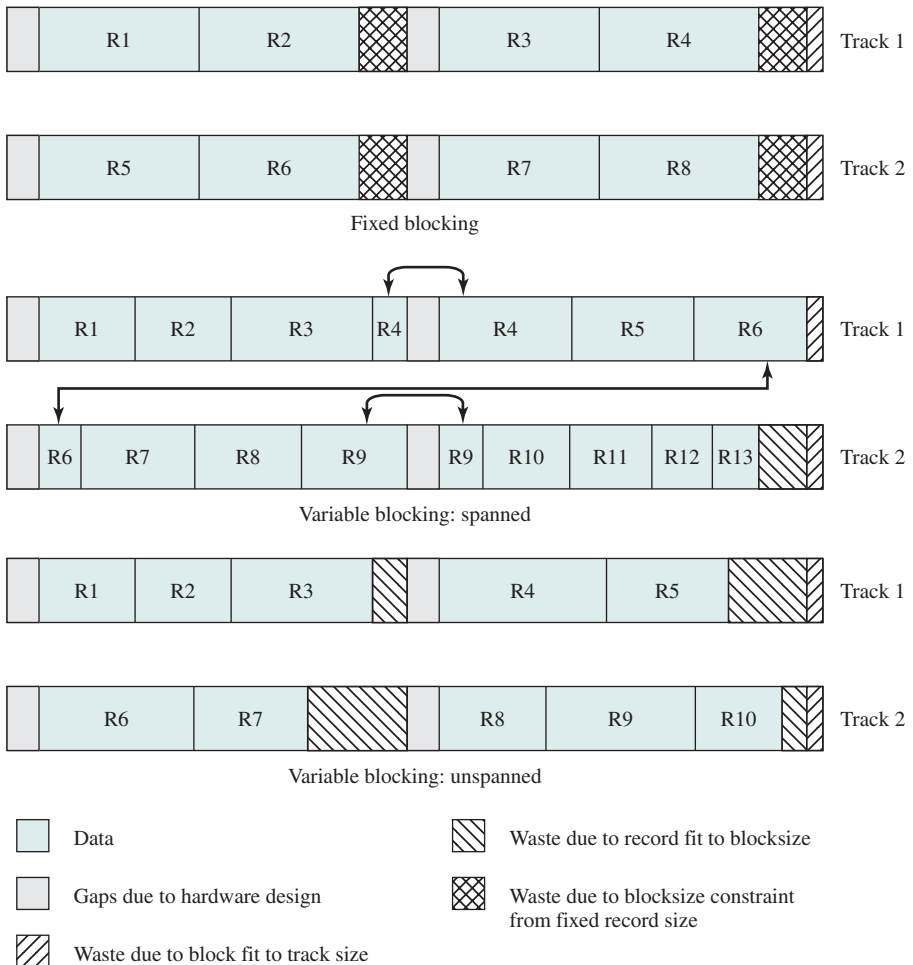 R1 R2 R3 R4 Track 1
R5 R6 R7 R8 Track 2
Fixed blocking
R1 R2 R3 R4 R4 R5 R6 Track 1
R6 R7 R8 R9 R9 R10 R11 R12 R13 Track 2
Variable blocking: spanned
R1 R2 R3 R4 R5 Track 1
R6 R7 R8 R9 R10 Track 2
Variable blocking: unspanned
Data
Gaps due to hardware design
Waste due to block fit to track size
Waste due to record fit to blocksize
Waste due to blocksize constraint
from fixed record size